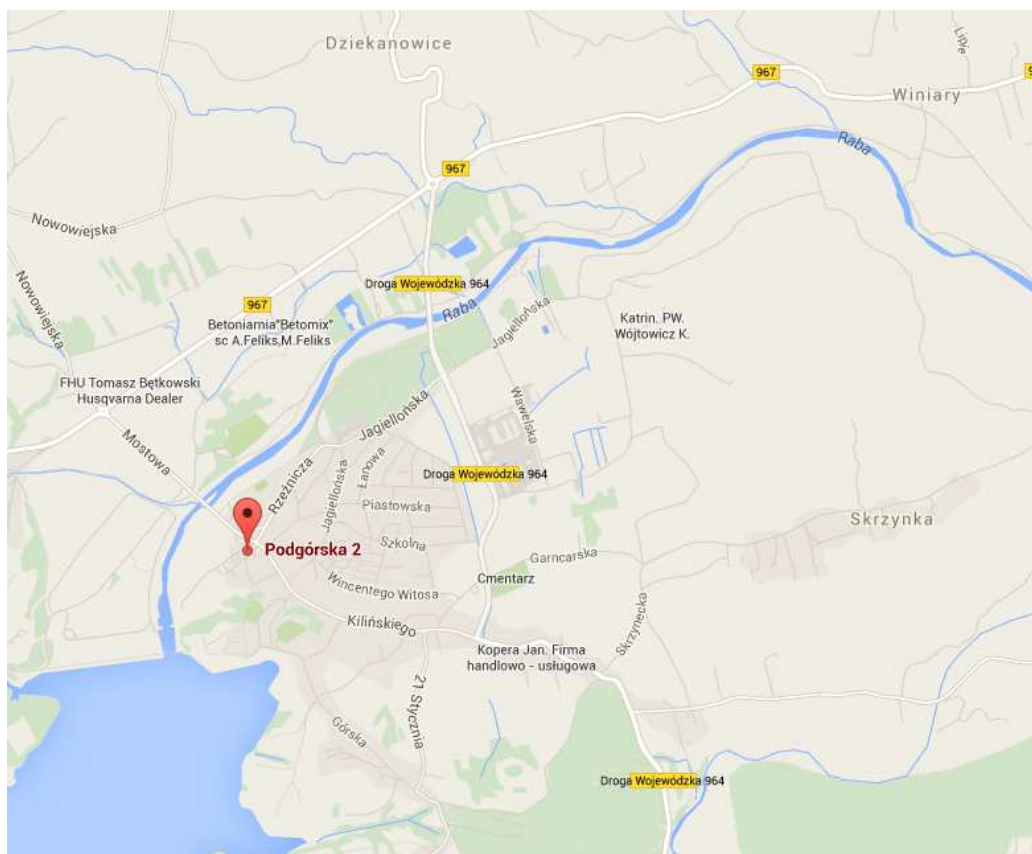 Dziekanowice
Lipie
967
9
Winiary
Raba
967
Nowowiejska
Droga Wojewódzka 964
Nowowiejska
967
Raba
Jagiellońska
Betoniarnia"Betomix"
sc A.Feliks,M.Feliks
Katrin. PW.
Wójtowicz K.
FHU Tomasz Bętkowski
Husqvarna Dealer
Jagiellońska
Wawelska
Mostowa
Rzeźnicza
Łanowa
Jagiellońska
Droga Wojewódzka 964
Piastowska
Skrzynka
Szkolna
Podgórska 2
Garncarska
Wincentego Witosa
Cmentarz
Kilińskiego
Skrzynecka
Kopera Jan. Firma
handlowo - usługowa
21 Stycznia
Górska
Droga Wojewódzka 964